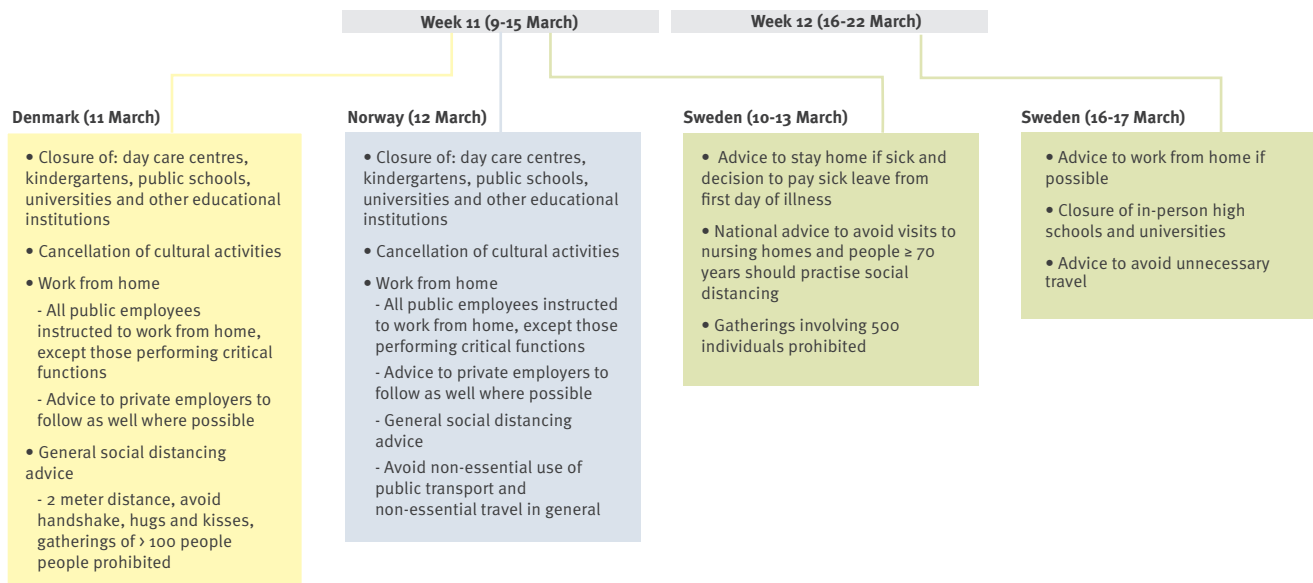 Week 11 (9-15 March)
Week 12 (16-22 March)
Denmark (11 March)
• Closure of: day care centres,
kindergartens, public schools,
universities and other educational
institutions
• Cancellation of cultural activities
• Work from home
- All public employees
instructed to work from home,
except those performing critical
functions
- Advice to private employers to
follow as well where possible
• General social distancing
advice
- 2 meter distance, avoid
handshake, hugs and kisses,
gatherings of > 100 people
people prohibited
Norway (12 March)
• Closure of: day care centres,
kindergartens, public schools,
universities and other educational
institutions
• Cancellation of cultural activities
• Work from home
- All public employees instructed
to work from home, except those
performing critical functions
- Advice to private employers to
follow as well where possible
- General social distancing
advice
- Avoid non-essential use of
public transport and
non-essential travel in general
Sweden (10-13 March)
• Advice to stay home if sick and
decision to pay sick leave from
first day of illness
• National advice to avoid visits to
nursing homes and people ≥ 70
years should practise social
distancing
• Gatherings involving 500
individuals prohibited
Sweden (16-17 March)
• Advice to work from home if
possible
• Closure of in-person high
schools and universities
• Advice to avoid unnecessary
travel